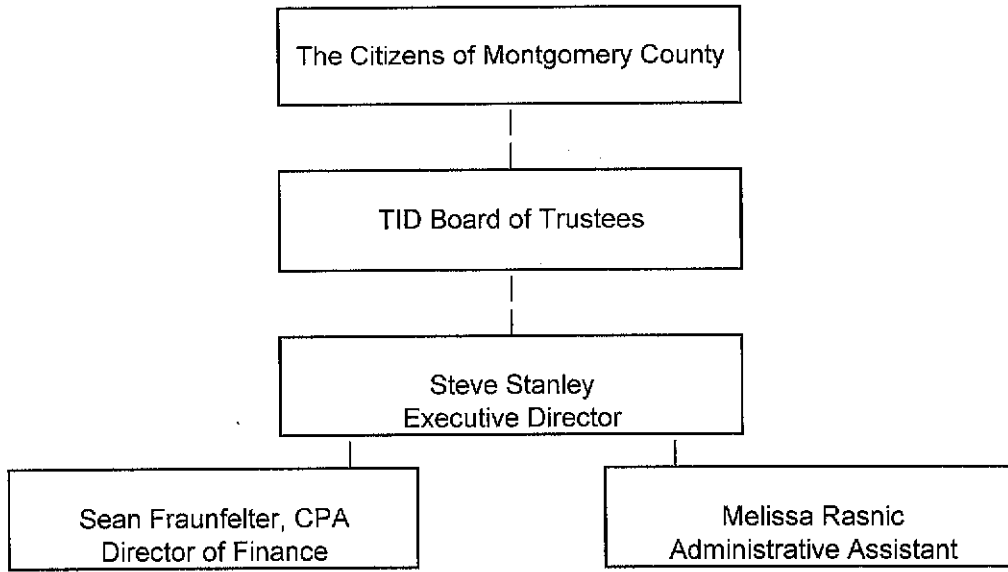 The Citizens of Montgomery County
TID Board of Trustees
Steve Stanley
Executive Director
Sean Fraunfelter, CPA
Director of Finance
Melissa Rasnic
Administrative Assistant